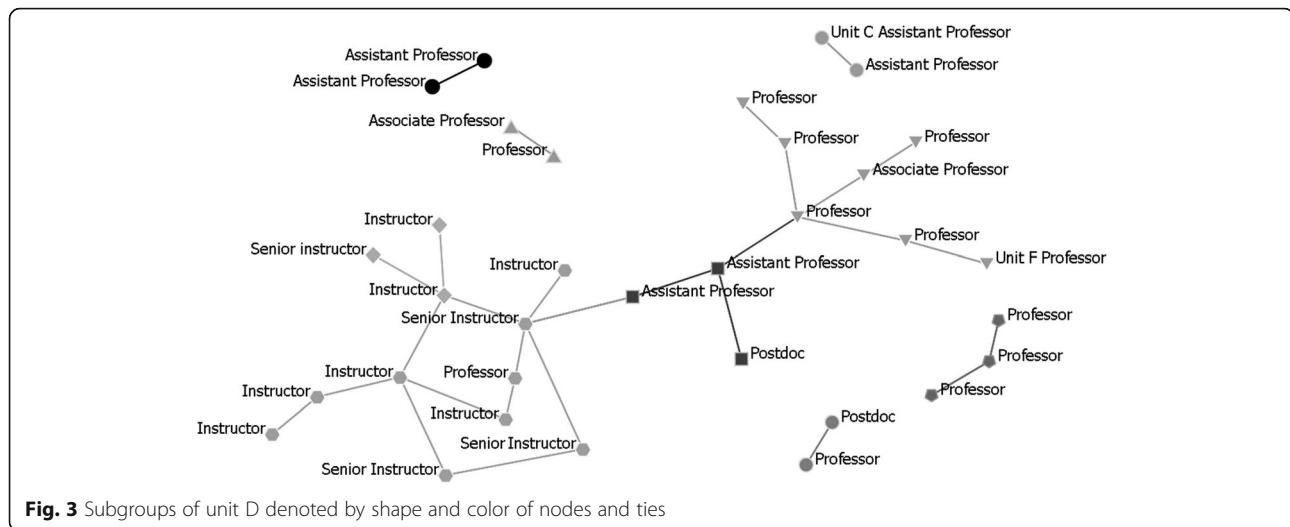 Unit C Assistant Professor
Assistant Professor
Assistant Professor
Assistant Professor
Professor
Associate Professor
Professor
Professor
Professor
Associate Professor
Professor
Instructor
Professor
Senior instructor
Unit F Professor
Instructor
Assistant Professor
Instructor
Assistant Professor
Senior Instructor
Professor
Postdoc
Professor
Instructor
Professor
Instructor
Professor
Instructor
Postdoc
Instructor
Senior Instructor
Professor
Senior Instructor
Fig. 3 Subgroups of unit D denoted by shape and color of nodes and ties